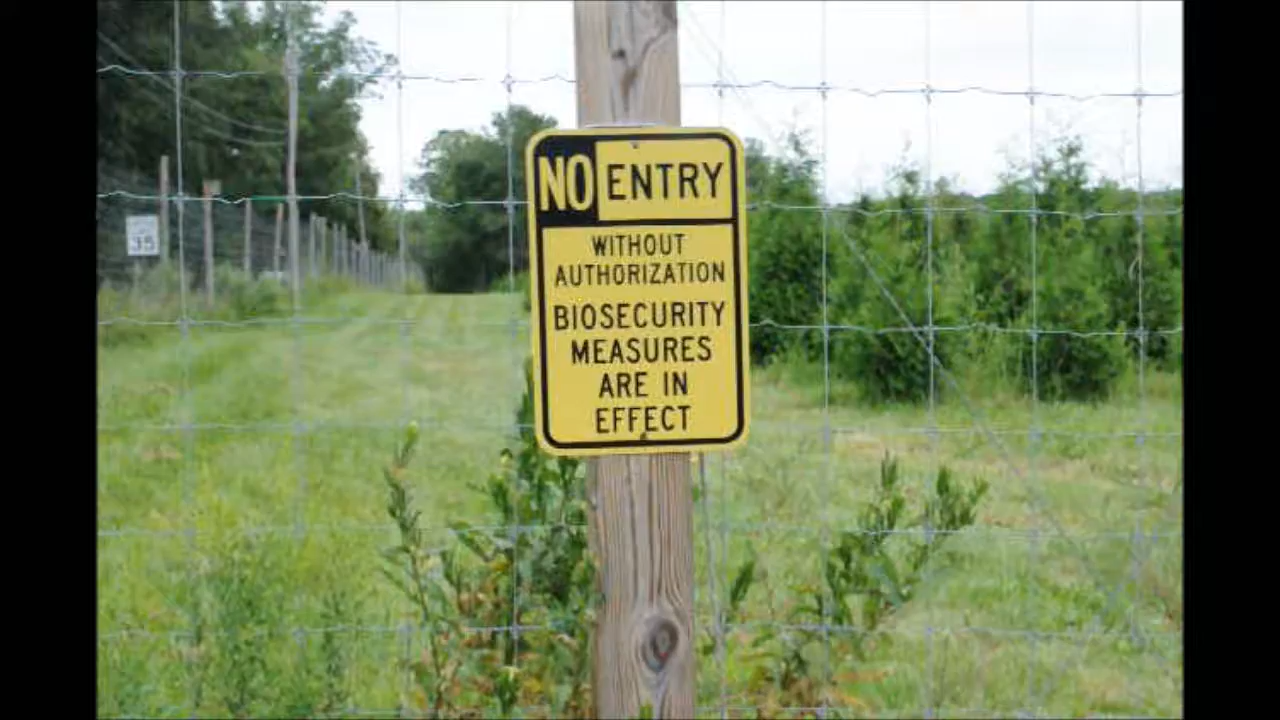 NO ENTRY
WITHOUT
AUTHORIZATION
BIOSECURITY
MEASURES
ARE IN
EFFECT
35